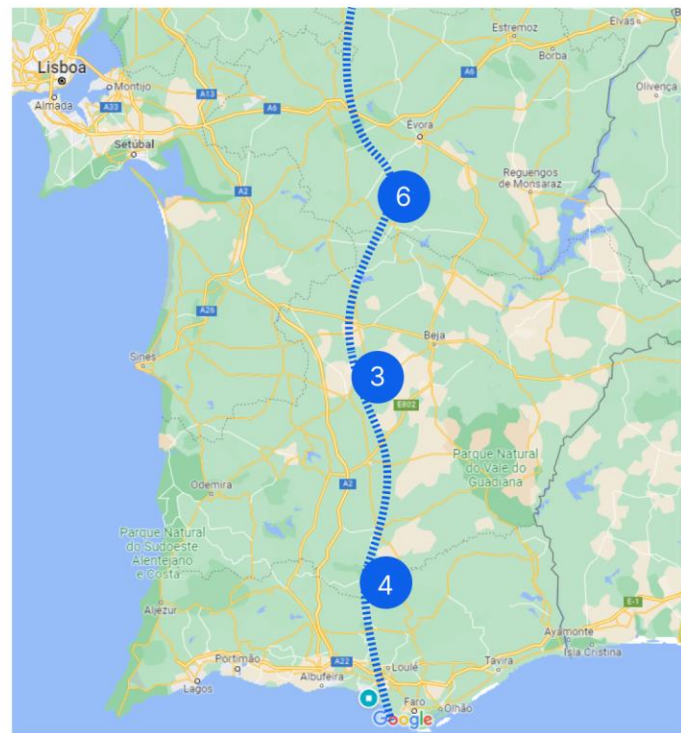 Estremoz
Elvas
B
Borba
Lisboa
Montijo
A13
A6
Olivença
Almada
A33
A6
Évora
Setúbal
Reguengos
de Monsaraz
A2
6
A26
Beja
Sines
3
E802
Parque Natural
do Vale do
Guadiana
A2
Odemira
Parque Natural
do Sudoeste
Alentejano
e Costa
4
E-1
Aljezur
Ayamonte
Isla Cristina
Portimão
A22
Loulé
Tavira
Albufeira
Lagos
Faro
Olhão
Google